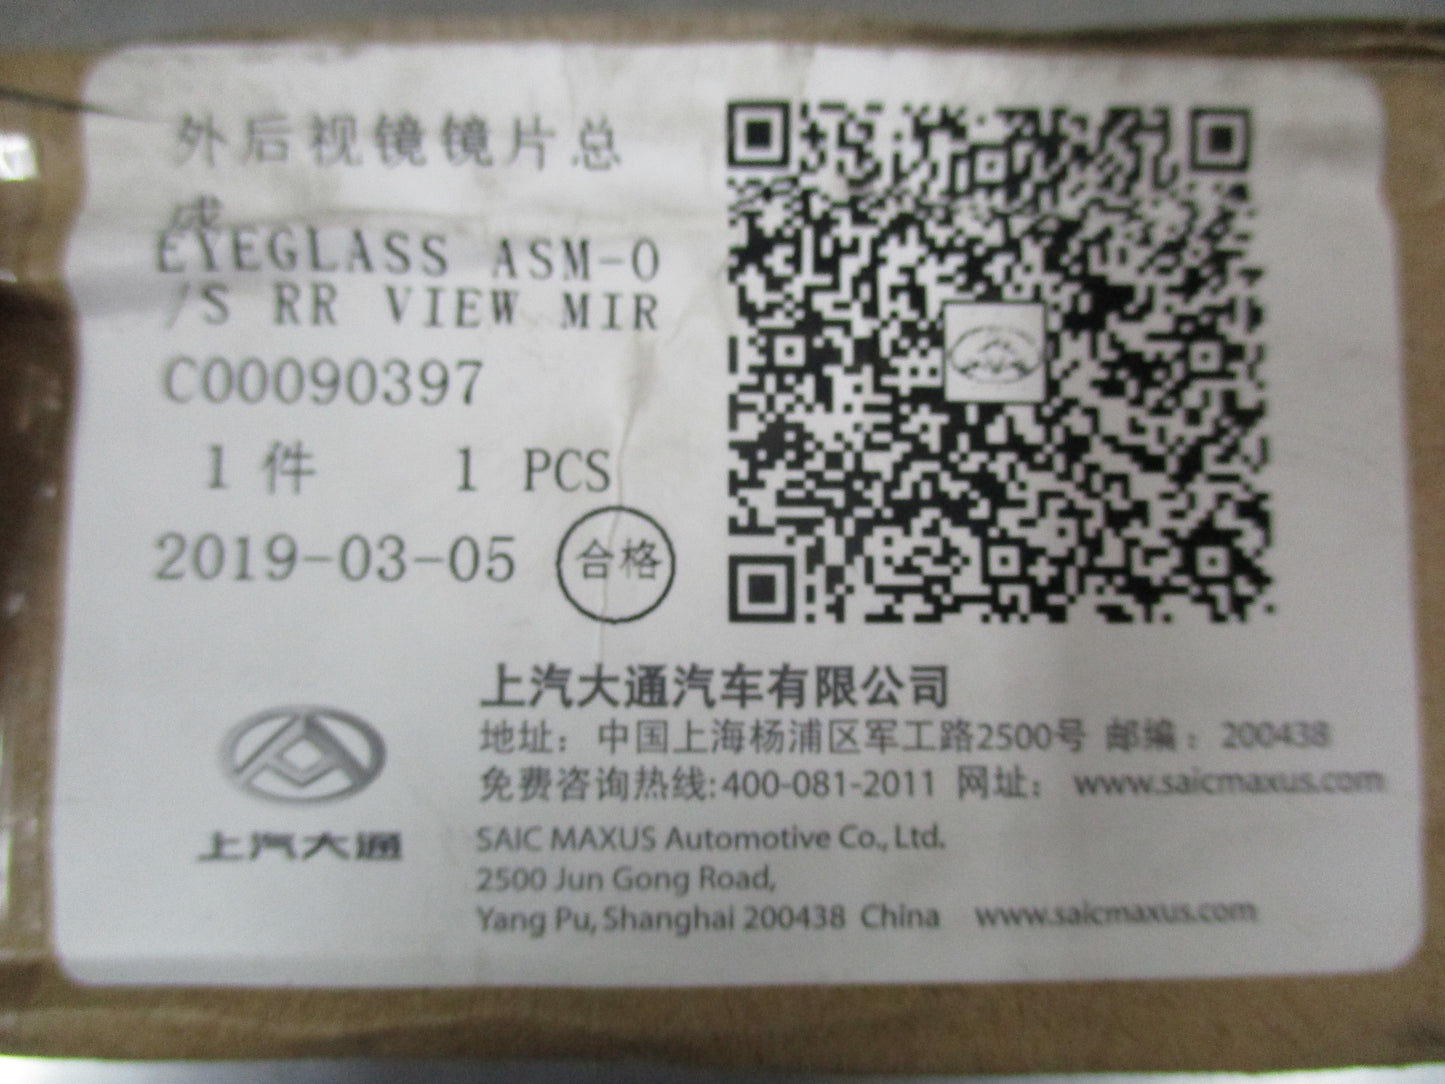 外后视镜镜片总
成
EYEGLASS ASM-O
/S RR VIEW MIR
C00090397
1 件 1 PCS
2019-03-05 合格
上汽大通汽车有限公司
地址：中国上海杨浦区军工路2500号 邮编：200438
免费咨询热线:400-081-2011 网址：www.saicmaxus.com
上汽大通
SAIC MAXUS Automotive Co., Ltd.
2500 Jun Gong Road,
Yang Pu, Shanghai 200438 China www.saicmaxus.com